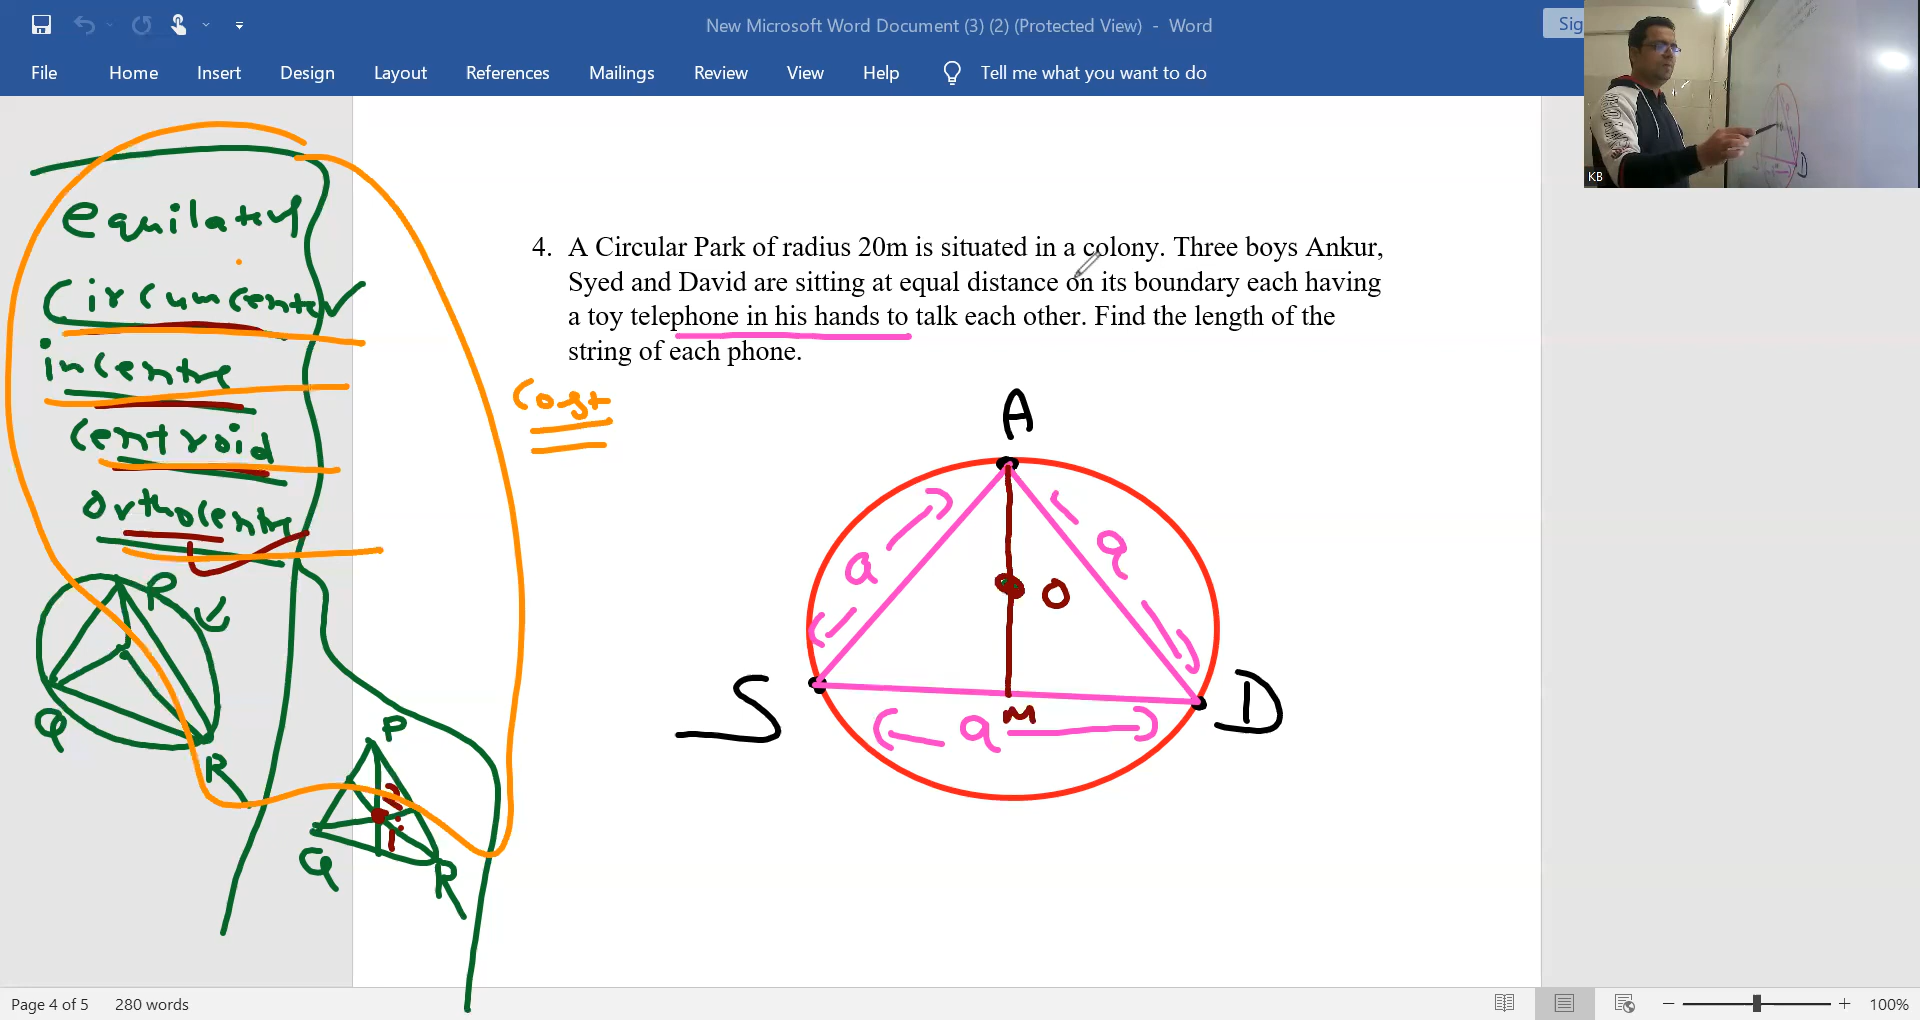 New Microsoft Word Document (3) (2) (Protected View) - Word
Sig
File Home Insert Design Layout References Mailings Review View Help Tell me what you want to do
KB
4. A Circular Park of radius 20m is situated in a colony. Three boys Ankur,
Syed and David are sitting at equal distance on its boundary each having
a toy telephone in his hands to talk each other. Find the length of the
string of each phone.
Circumcenter
incentre
Centroid
Orthocentre
P
Q
R
P
Q
R
A
a
a
O
S
D
a
M
Page 4 of 5 280 words
100%